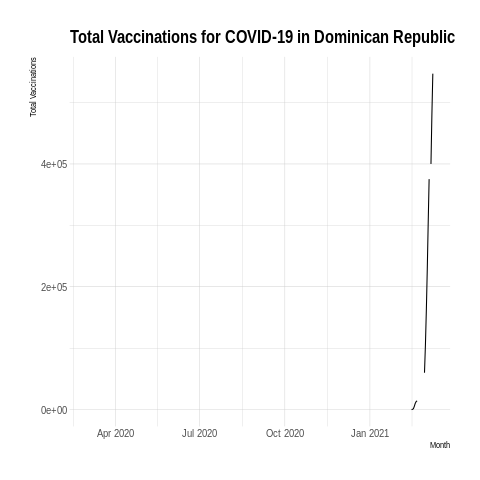 Total Vaccinations for COVID-19 in Dominican Republic
Total Vaccinations
4e+05
2e+05
0e+00
Apr 2020
Jul 2020
Oct 2020
Jan 2021
Month